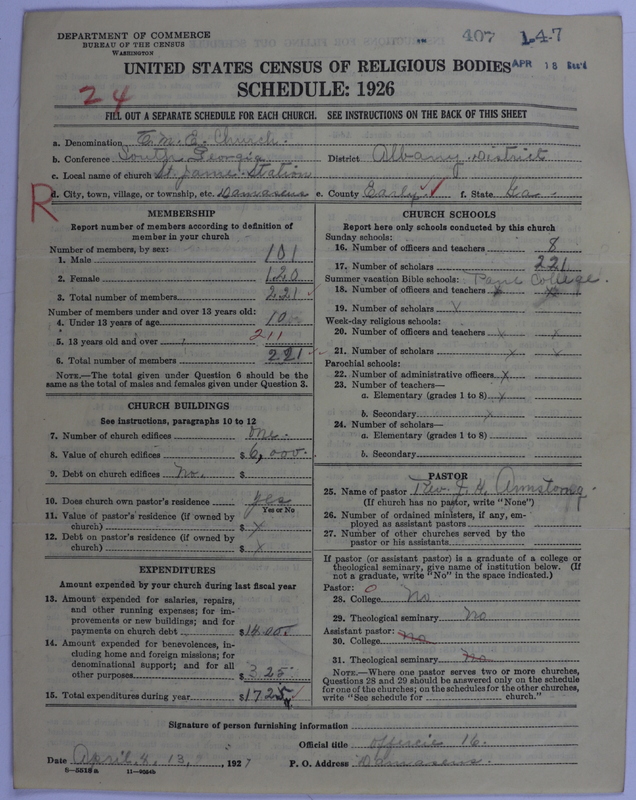 DEPARTMENT OF COMMERCE
BUREAU OF THE CENSUS
WASHINGTON
407 147
UNITED STATES CENSUS OF RELIGIOUS BODIES
APR 18 Rec'd
SCHEDULE: 1926
24
FILL OUT A SEPARATE SCHEDULE FOR EACH CHURCH. SEE INSTRUCTIONS ON THE BACK OF THIS SHEET
a. Denomination C. M. E. Church.
b. Conference South Georgia District Albany District
c. Local name of church St. James Station
R
d. City, town, village, or township, etc. Damascus e. County Early ✓ f. State Ga.
MEMBERSHIP
Report number of members according to definition of member in your church
Number of members, by sex:
1. Male 101
2. Female 120
3. Total number of members 221 ✓
Number of members under and over 13 years old:
4. Under 13 years of age 10
5. 13 years old and over 211
6. Total number of members 221 ✓
NOTE.—The total given under Question 6 should be the same as the total of males and females given under Question 3.
CHURCH BUILDINGS
See instructions, paragraphs 10 to 12
7. Number of church edifices one.
8. Value of church edifices $ 6,000.
9. Debt on church edifices no. $
10. Does church own pastor's residence yes
Yes or No
11. Value of pastor's residence (if owned by church) $ x
12. Debt on pastor's residence (if owned by church) $ x
EXPENDITURES
Amount expended by your church during last fiscal year
13. Amount expended for salaries, repairs, and other running expenses; for improvements or new buildings; and for payments on church debt $ 14.00
14. Amount expended for benevolences, including home and foreign missions; for denominational support; and for all other purposes $ 325
15. Total expenditures during year $ 1725
CHURCH SCHOOLS
Report here only schools conducted by this church
Sunday schools:
16. Number of officers and teachers 8
17. Number of scholars 221
Summer vacation Bible schools: College.
18. Number of officers and teachers x
19. Number of scholars
Week-day religious schools:
20. Number of officers and teachers x x
21. Number of scholars x x
Parochial schools:
22. Number of administrative officers x
23. Number of teachers—
a. Elementary (grades 1 to 8) x
b. Secondary x
24. Number of scholars—
a. Elementary (grades 1 to 8)
b. Secondary
PASTOR
25. Name of pastor Rev. Armstong.
(If church has no pastor, write "None")
26. Number of ordained ministers, if any, employed as assistant pastors
27. Number of other churches served by the pastor or his assistants
If pastor (or assistant pastor) is a graduate of a college or theological seminary, give name of institution below. (If not a graduate, write "No" in the space indicated.)
Pastor: 0
28. College No
29. Theological seminary No
Assistant pastor:
30. College No
31. Theological seminary No
NOTE.—Where one pastor serves two or more churches, Questions 28 and 29 should be answered only on the schedule for one of the churches; on the schedules for the other churches, write "See schedule for church."
Signature of person furnishing information
Official title
Date April 13, 1927 P. O. Address Damascus.
8—5518a 11—9994b